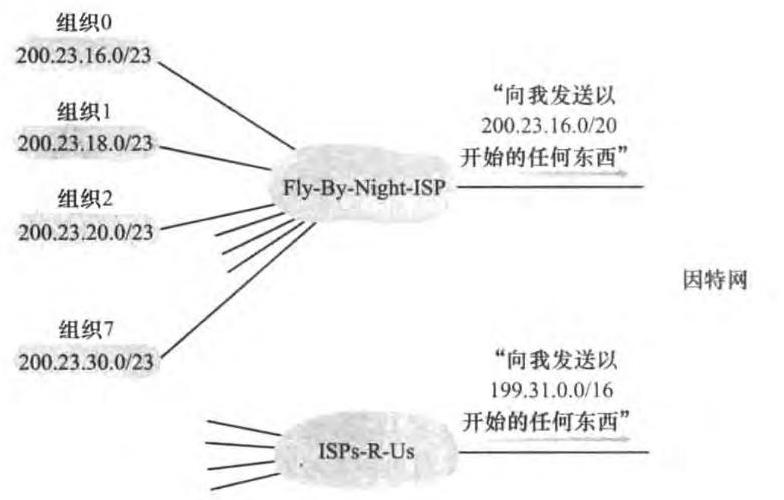 组织0
200.23.16.0/23
组织1
200.23.18.0/23
组织2
200.23.20.0/23
组织7
200.23.30.0/23
Fly-By-Night-ISP
“向我发送以
200.23.16.0/20
开始的任何东西”
因特网
ISPs-R-Us
“向我发送以
199.31.0.0/16
开始的任何东西”